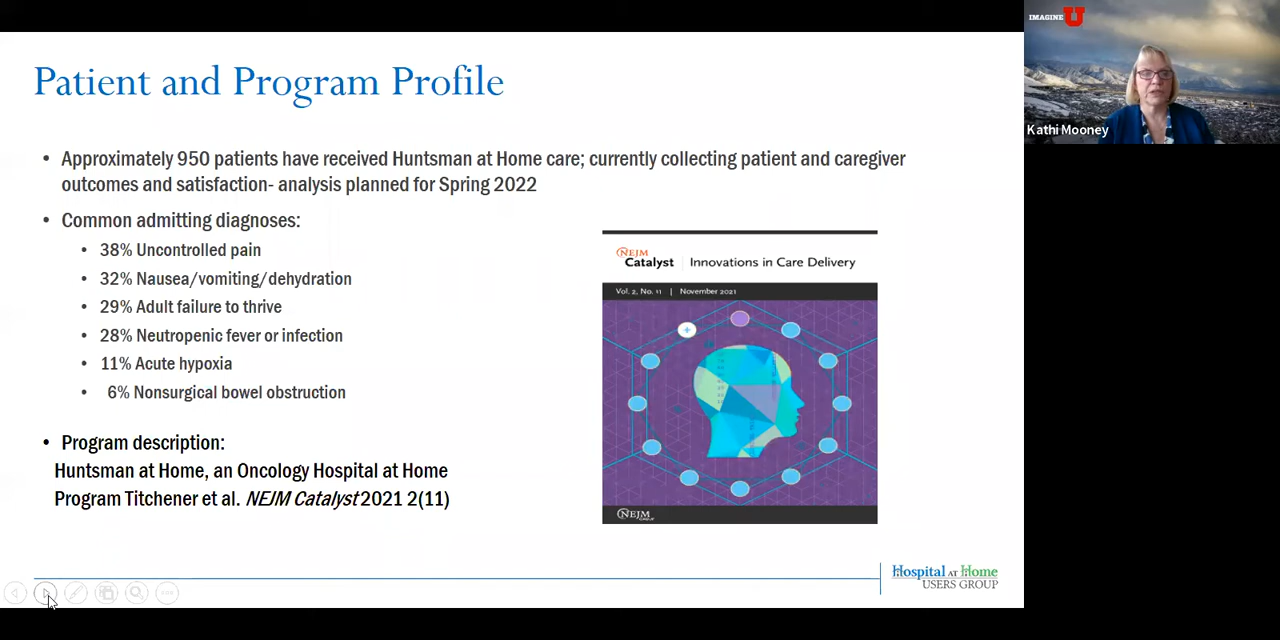 Patient and Program Profile
• Approximately 950 patients have received Huntsman at Home care; currently collecting patient and caregiver
outcomes and satisfaction- analysis planned for Spring 2022
• Common admitting diagnoses:
• 38% Uncontrolled pain
• 32% Nausea/vomiting/dehydration
• 29% Adult failure to thrive
• 28% Neutropenic fever or infection
• 11% Acute hypoxia
• 6% Nonsurgical bowel obstruction
• Program description:
Huntsman at Home, an Oncology Hospital at Home
Program Titchener et al. NEJM Catalyst 2021 2(11)
NEJM
Catalyst | Innovations in Care Delivery
Vol. 2, No. 11 | November 2021
NEJM
Hospital AT Home
USERS GROUP
IMAGINE U
Kathi Mooney